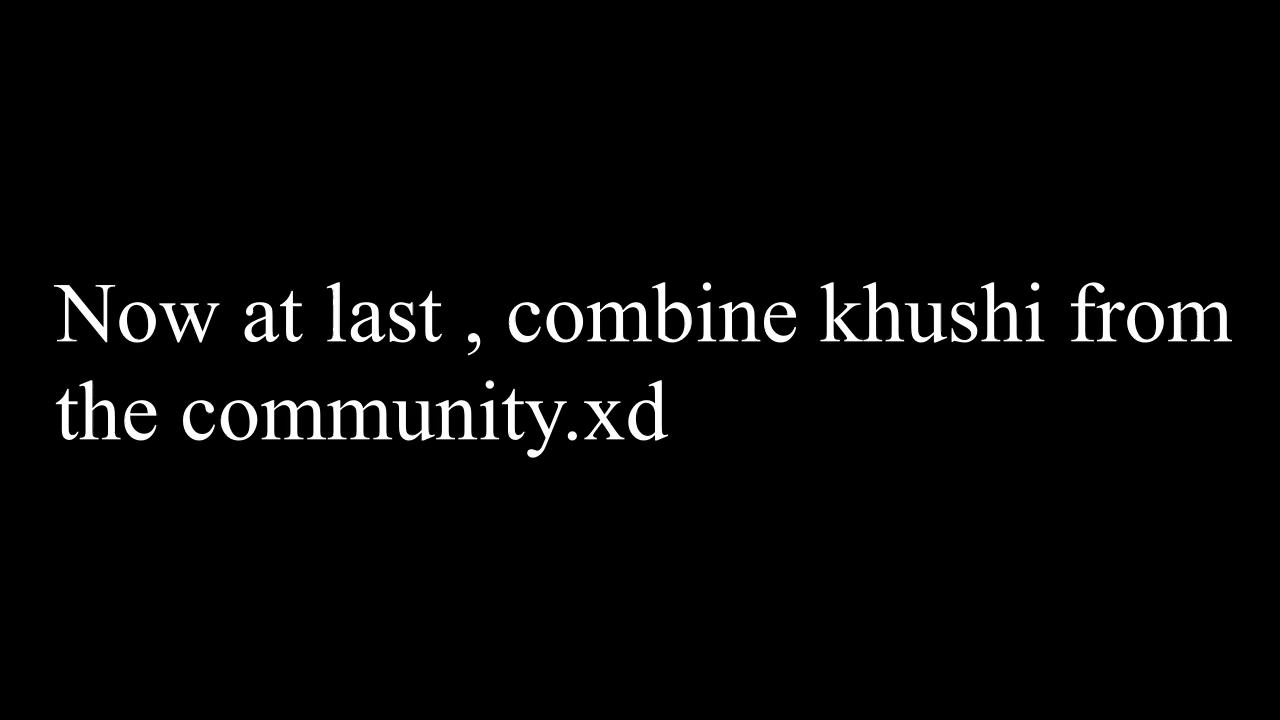 Now at last , combine khushi from
the community.xd